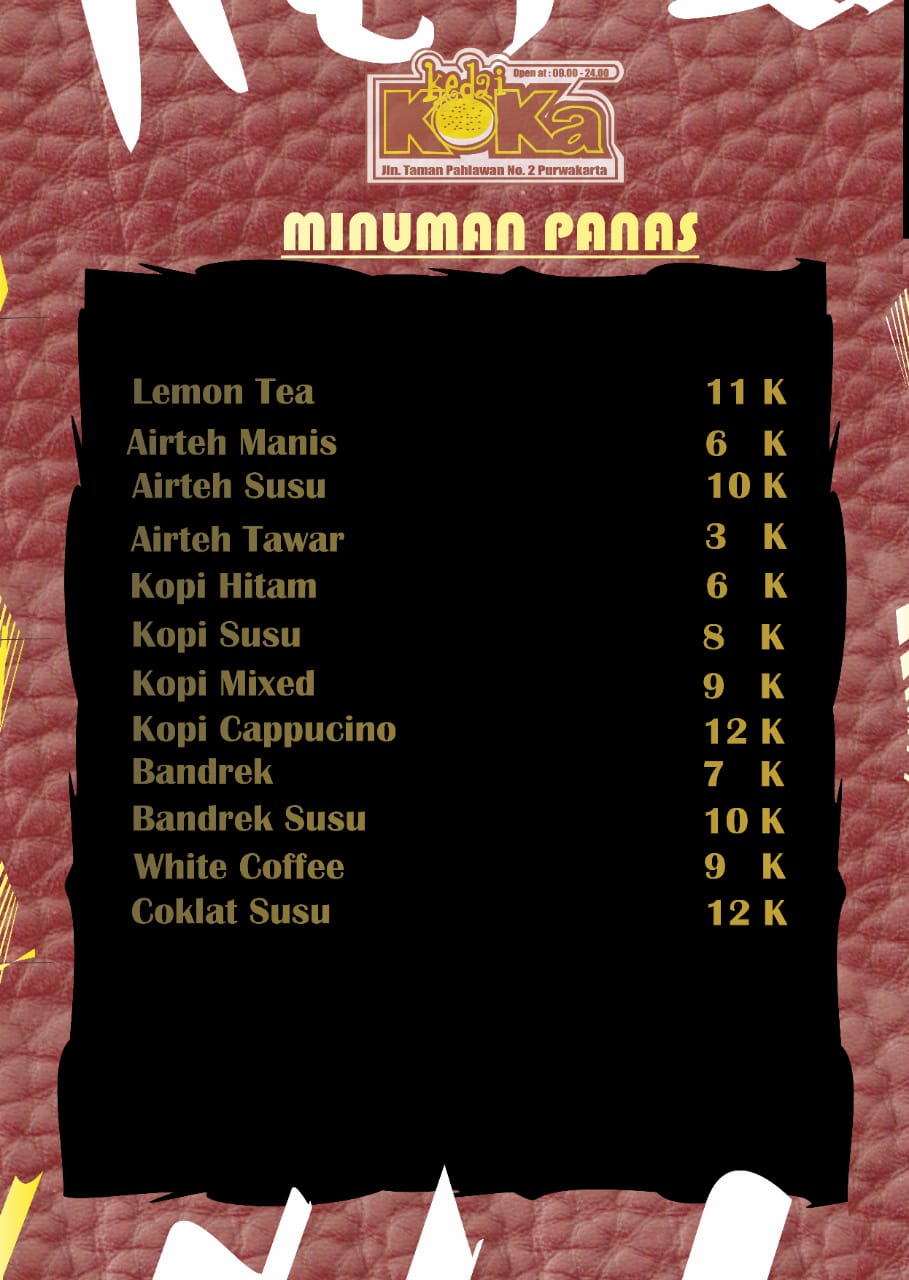 kedai
Open at : 09.00 - 24.00
KOKa
Jln. Taman Pahlawan No. 2 Purwakarta
MINUMAN PANAS
Lemon Tea 11 K
Airteh Manis 6 K
Airteh Susu 10 K
Airteh Tawar 3 K
Kopi Hitam 6 K
Kopi Susu 8 K
Kopi Mixed 9 K
Kopi Cappucino 12 K
Bandrek 7 K
Bandrek Susu 10 K
White Coffee 9 K
Coklat Susu 12 K